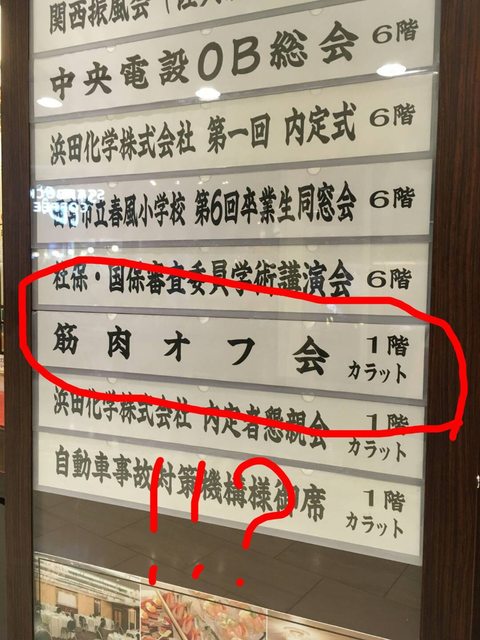 関西振風会
中央電設OB総会 6階
浜田化学株式会社 第一回 内定式 6階
市立春風小学校 第6回卒業生同窓会 6階
社保・国保審査委員学術講演会 6階
筋肉オフ会 1階 カラット
浜田化学株式会社 内定者懇親会 1階 カラット
自動車事故対策機構様御席 1階 カラット
!!?